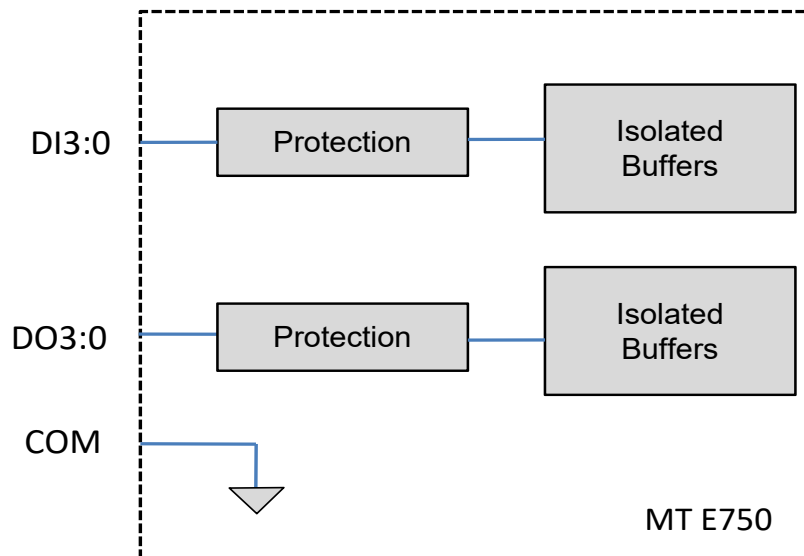 DI3:0
Protection
Isolated
Buffers
DO3:0
Protection
Isolated
Buffers
COM
MT E750